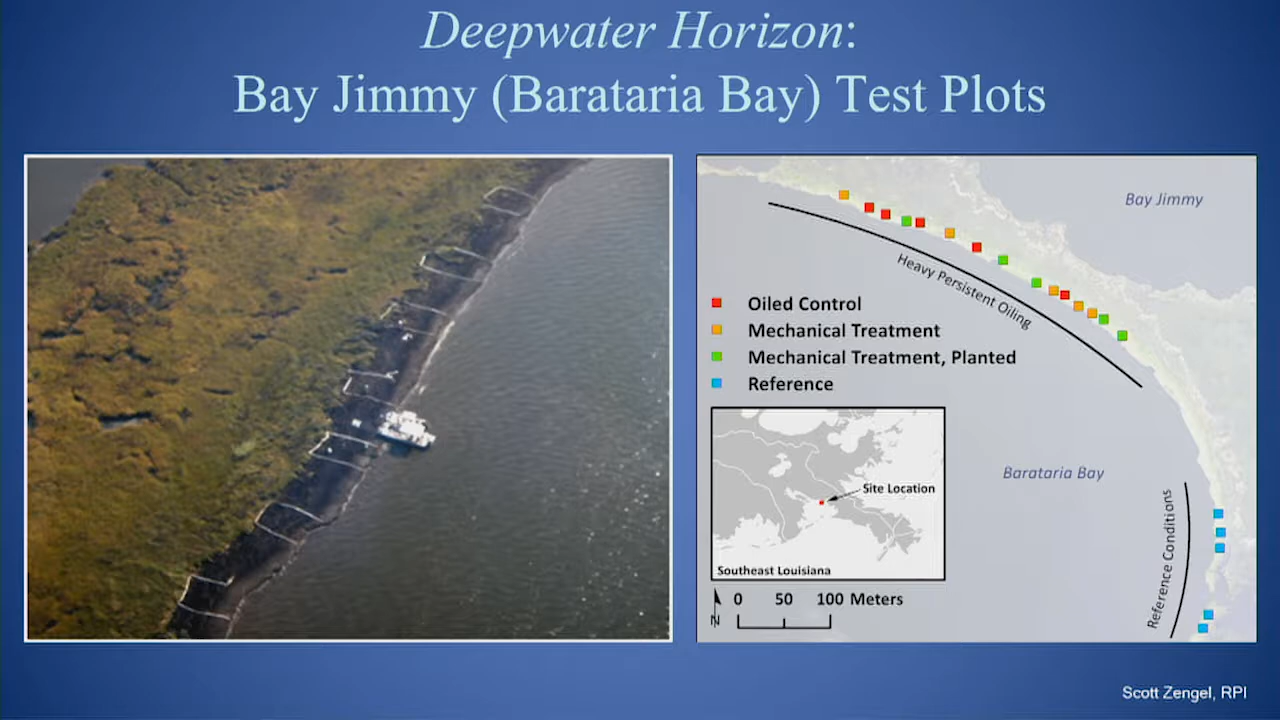 Deepwater Horizon:
Bay Jimmy (Barataria Bay) Test Plots
Bay Jimmy
Heavy Persistent Oiling
Oiled Control
Mechanical Treatment
Mechanical Treatment, Planted
Reference
Barataria Bay
Site Location
Reference Conditions
Southeast Louisiana
N
0 50 100 Meters
Scott Zengel, RPI